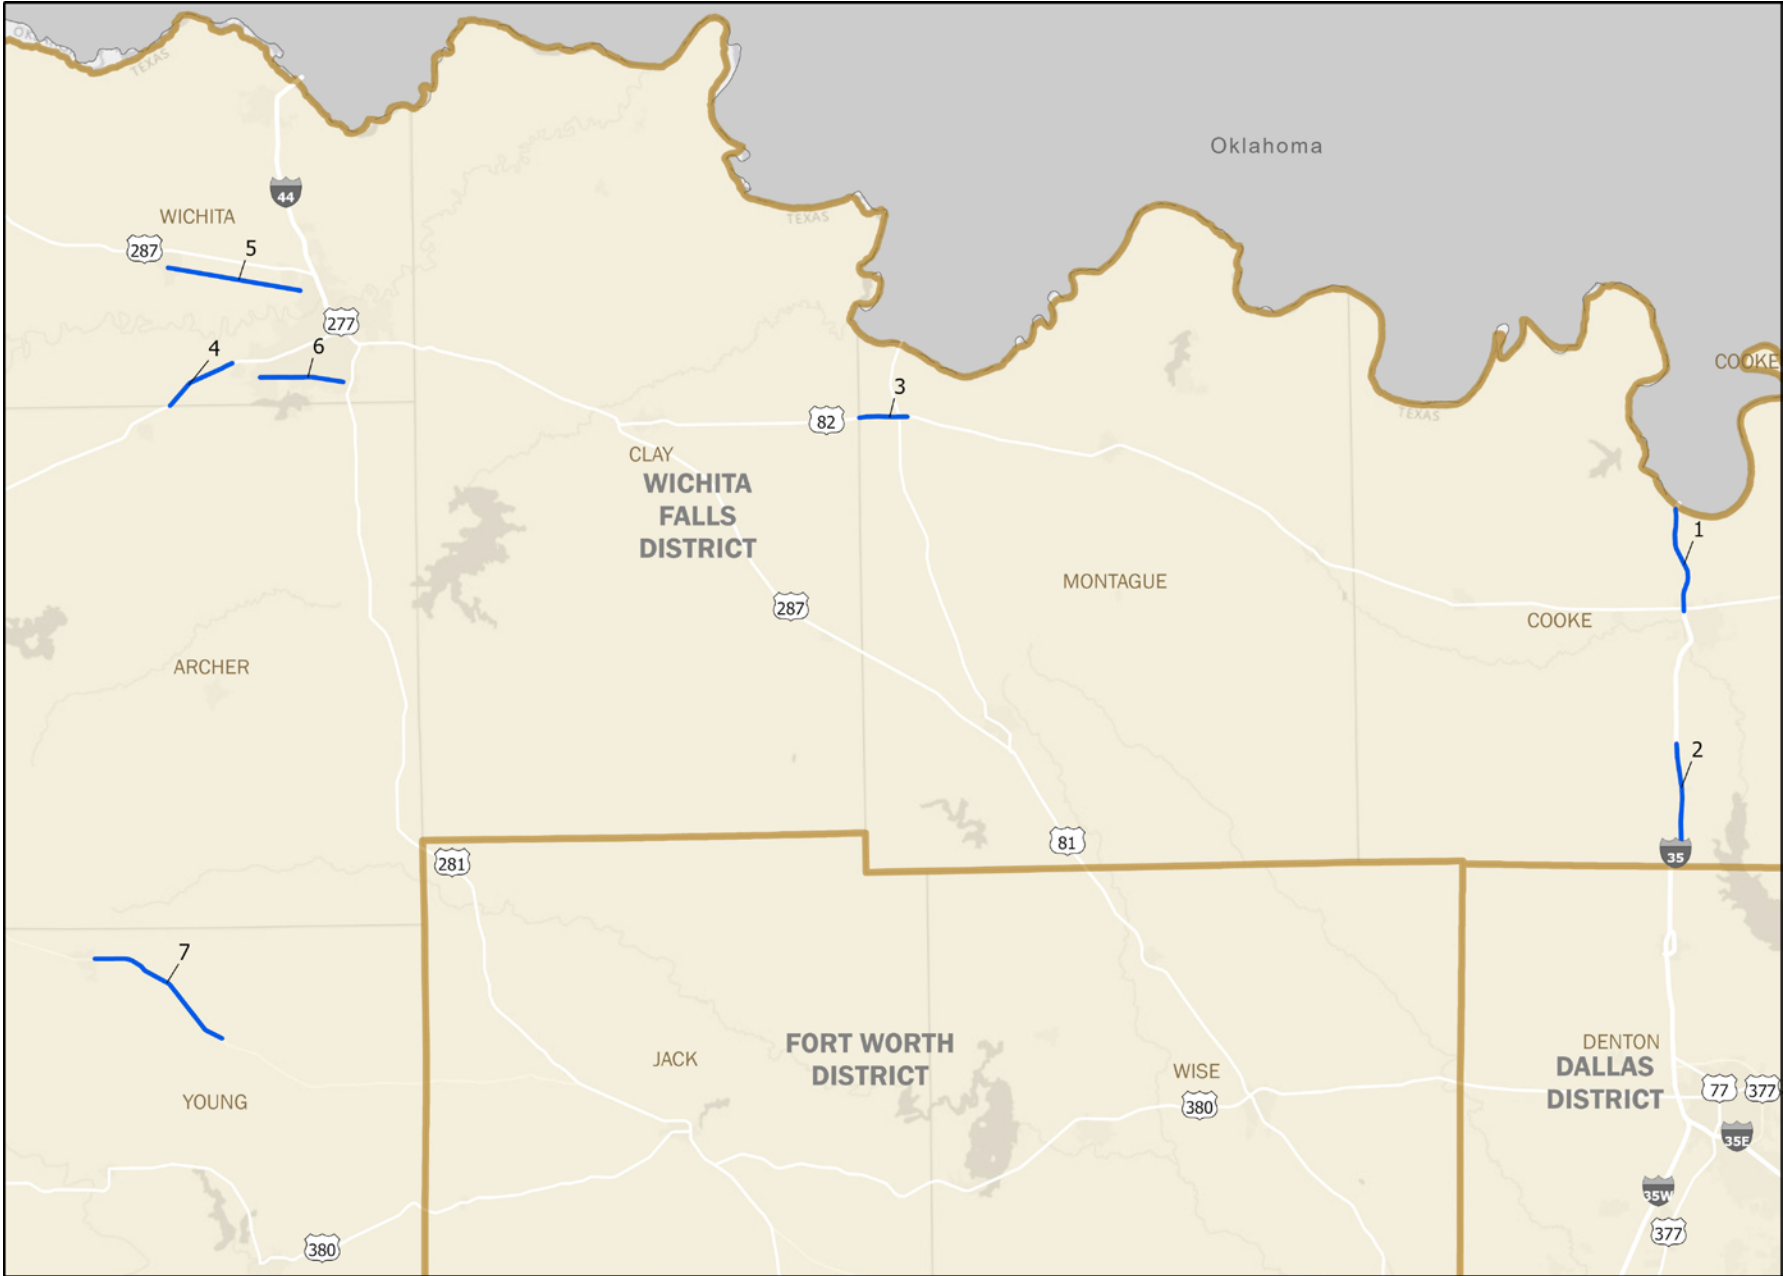 OKLAHOMA
TEXAS
Oklahoma
44
WICHITA
TEXAS
287
5
277
4
6
COOKE
3
82
TEXAS
CLAY
WICHITA
FALLS
DISTRICT
1
MONTAGUE
287
COOKE
ARCHER
2
81
35
281
7
FORT WORTH
DISTRICT
JACK
DENTON
DALLAS
DISTRICT
WISE
YOUNG
380
77
377
35E
35W
377
380